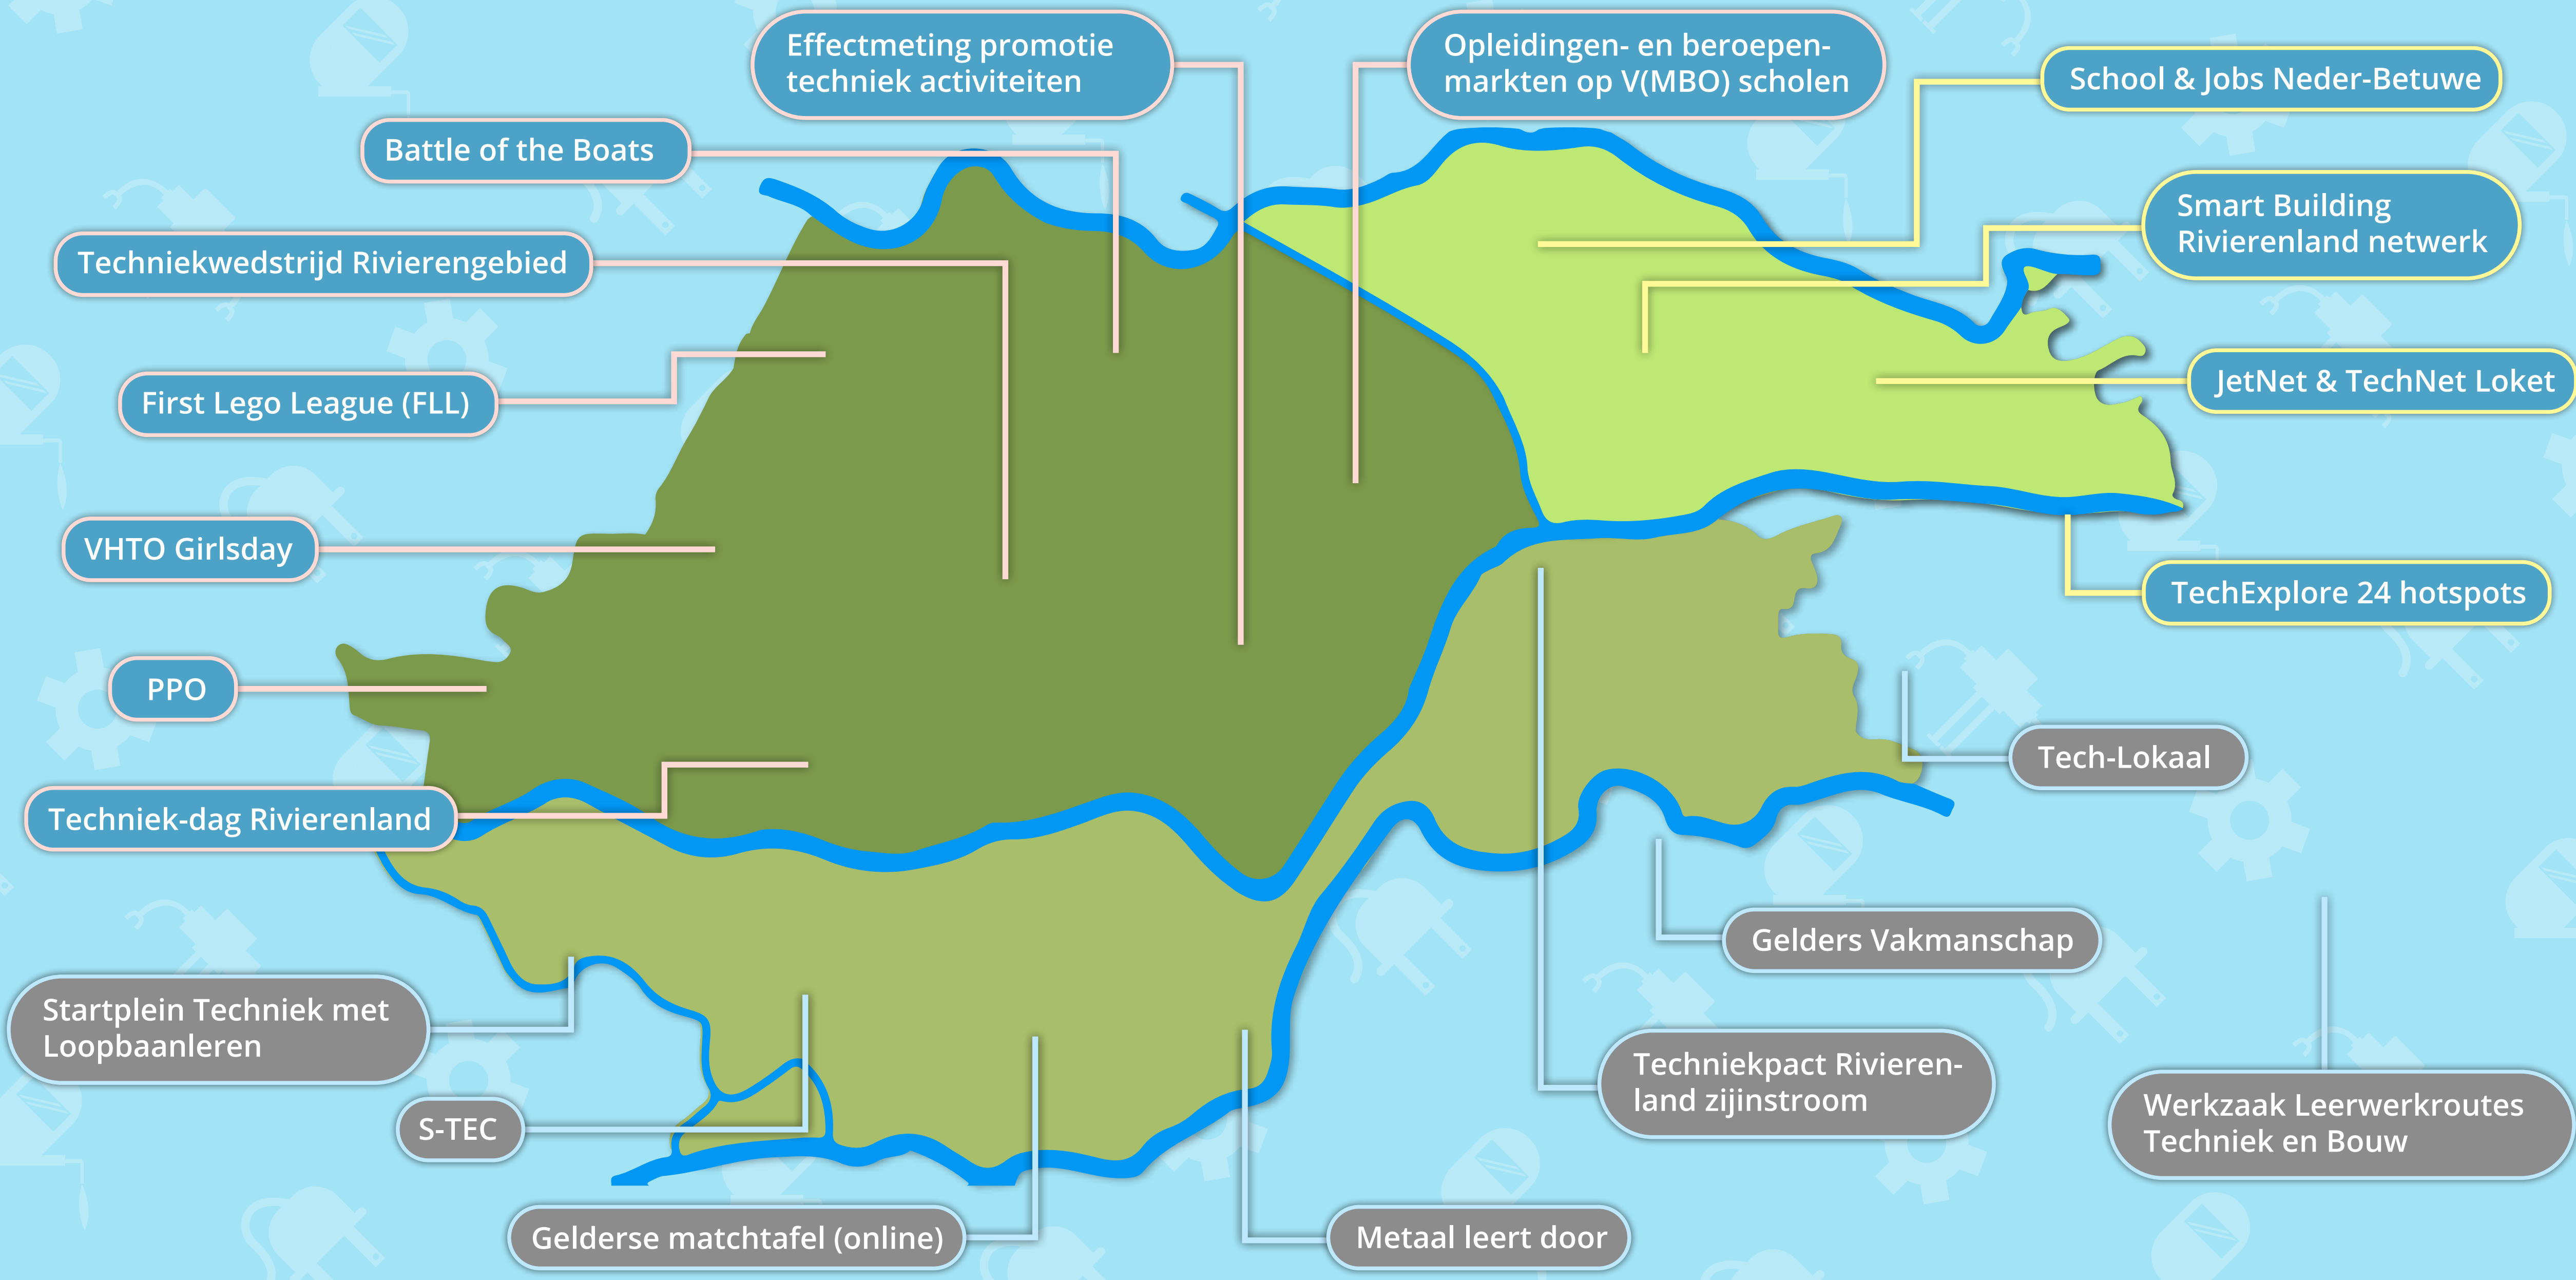 Effectmeting promotie
techniek activiteiten
Opleidingen- en beroepen-
markten op V(MBO) scholen
School & Jobs Neder-Betuwe
Battle of the Boats
Smart Building
Rivierenland netwerk
Techniekwedstrijd Rivierengebied
JetNet & TechNet Loket
First Lego League (FLL)
VHTO Girlsday
TechExplore 24 hotspots
PPO
Tech-Lokaal
Techniek-dag Rivierenland
Gelders Vakmanschap
Startplein Techniek met
Loopbaanleren
Techniekpact Rivieren-
land zijinstroom
Werkzaak Leerwerkroutes
Techniek en Bouw
S-TEC
Gelderse matchtafel (online)
Metaal leert door